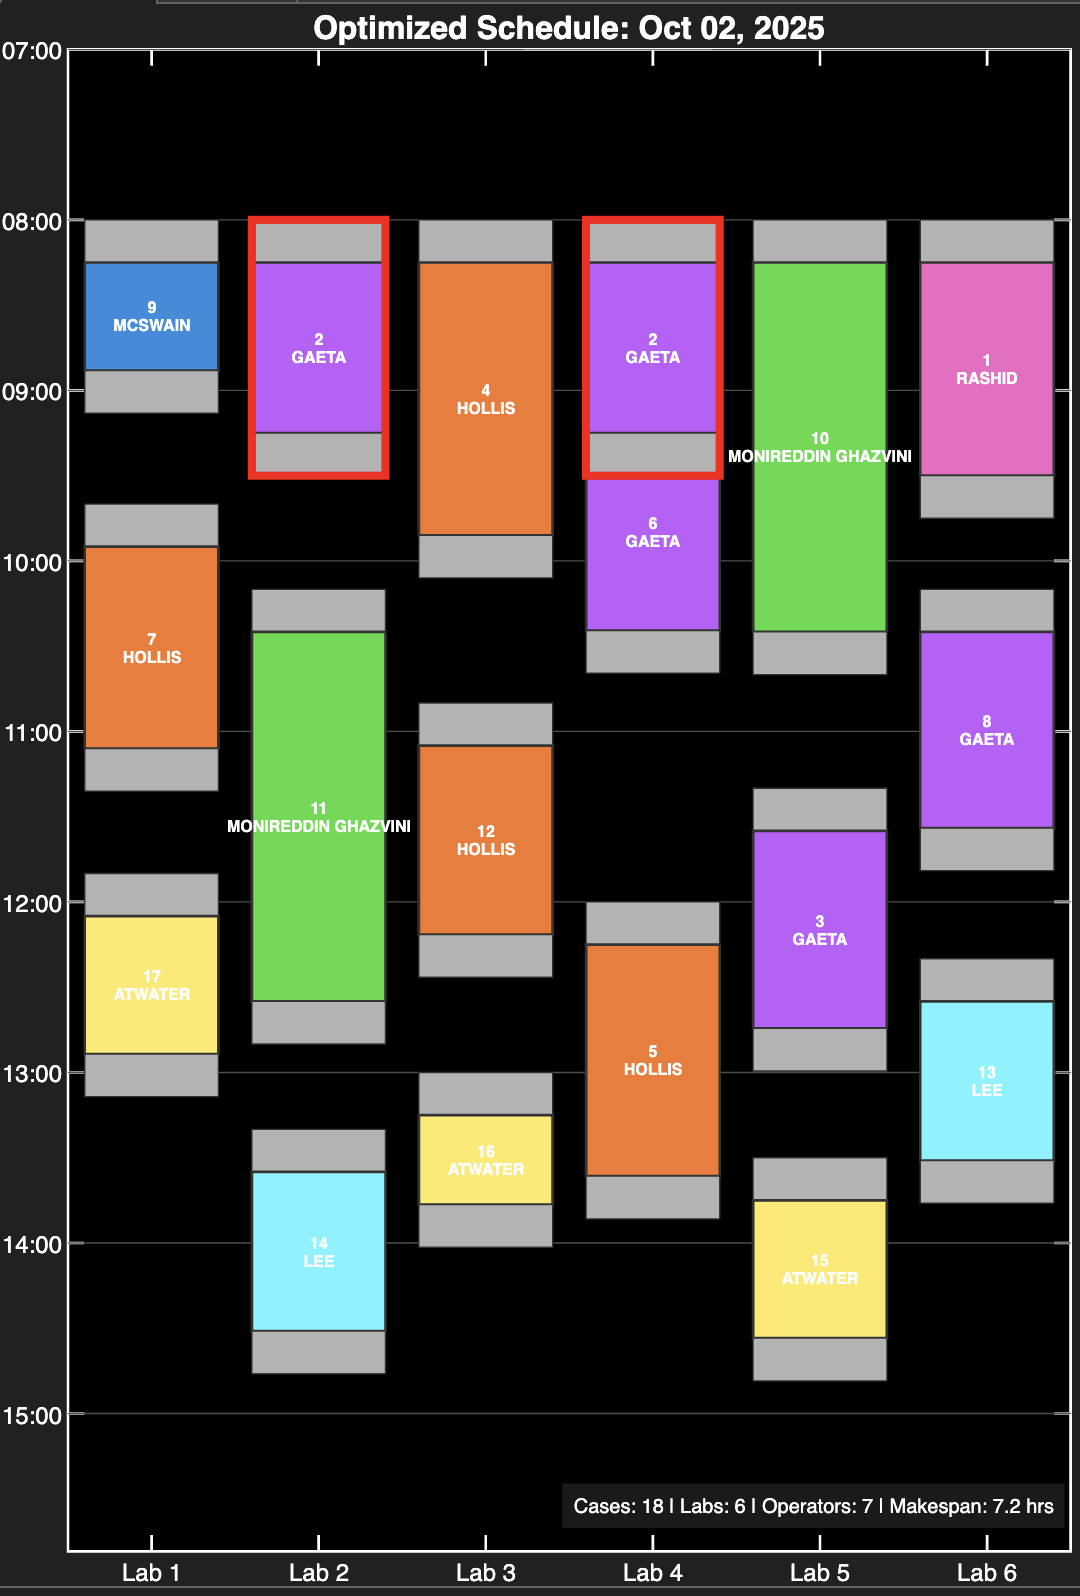 Optimized Schedule: Oct 02, 2025
07:00
08:00
09:00
10:00
11:00
12:00
13:00
14:00
15:00
9
MCSWAIN
7
HOLLIS
17
ATWATER
2
GAETA
11
MONIREDDIN GHAZVINI
14
LEE
4
HOLLIS
12
HOLLIS
16
ATWATER
2
GAETA
6
GAETA
5
HOLLIS
10
MONIREDDIN GHAZVINI
3
GAETA
15
ATWATER
1
RASHID
8
GAETA
13
LEE
Cases: 18 | Labs: 6 | Operators: 7 | Makespan: 7.2 hrs
Lab 1
Lab 2
Lab 3
Lab 4
Lab 5
Lab 6